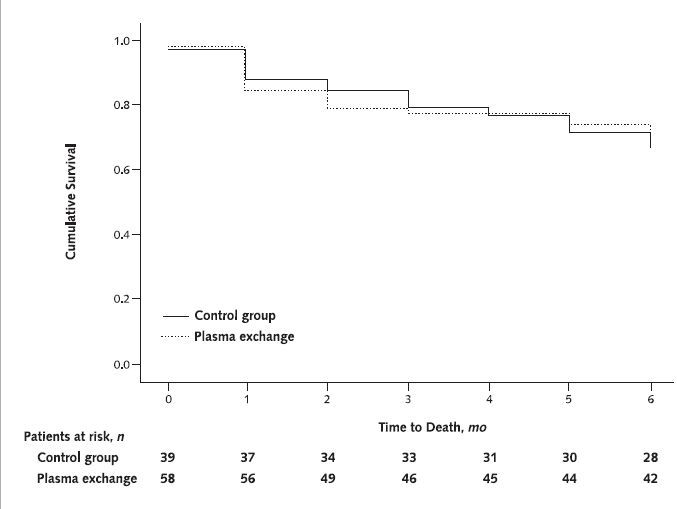 1.0
0.8
0.6
0.4
0.2
0.0
Cumulative Survival
Control group
Plasma exchange
0 1 2 3 4 5 6
Time to Death, mo
Patients at risk, n
Control group 39 37 34 33 31 30 28
Plasma exchange 58 56 49 46 45 44 42